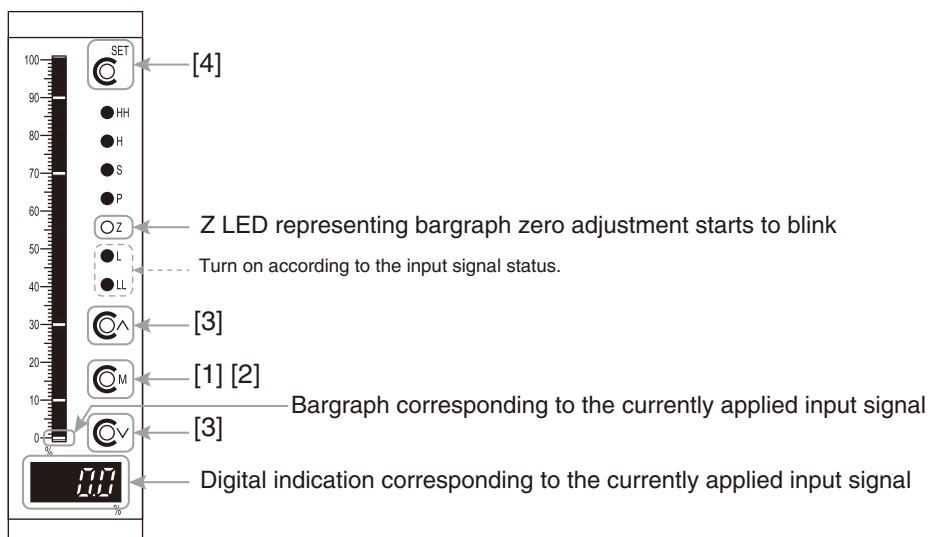 SET
100
[4]
90
HH
80
H
70
S
P
60
Z
Z LED representing bargraph zero adjustment starts to blink
50
L
Turn on according to the input signal status.
40
LL
30
[3]
20
M
[1] [2]
10
Bargraph corresponding to the currently applied input signal
[3]
0
%
0.0
Digital indication corresponding to the currently applied input signal
%